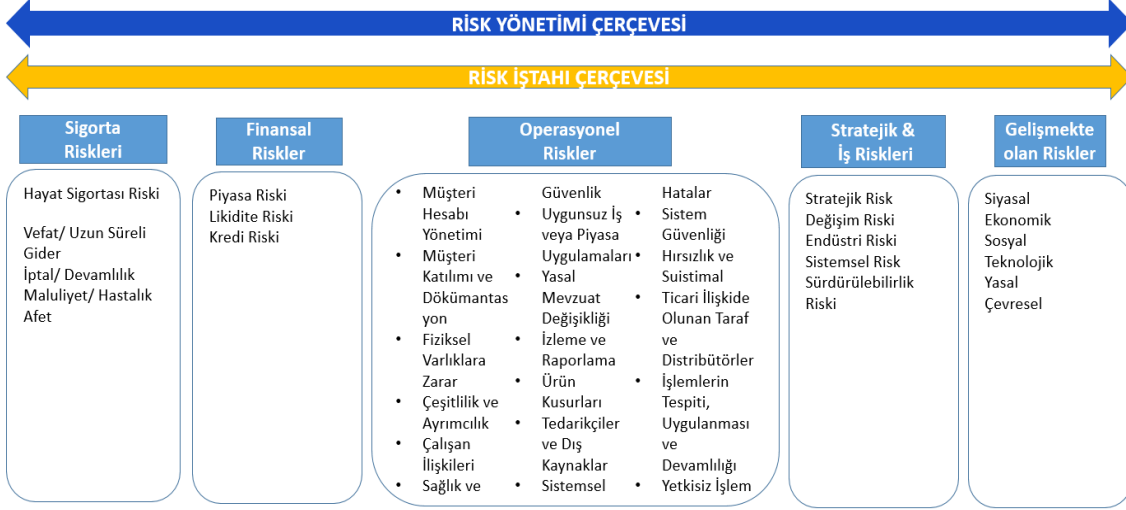 RİSK YÖNETİMİ ÇERÇEVESİ
RİSK İŞTAHI ÇERÇEVESİ
Sigorta
Riskleri
Hayat Sigortası Riski
Vefat/ Uzun Süreli
Gider
İptal/ Devamlılık
Maluliyet/ Hastalık
Afet
Finansal
Riskler
Piyasa Riski
Likidite Riski
Kredi Riski
Operasyonel
Riskler
• Müşteri
Hesabı
Yönetimi
• Müşteri
Katılımı ve
Dökümantas
yon
• Fiziksel
Varlıklara
Zarar
• Çeşitlilik ve
Ayrımcılık
• Çalışan
İlişkileri
• Sağlık ve
Güvenlik
• Uygunsuz İş
veya Piyasa
Uygulamaları
• Yasal
Mevzuat
Değişikliği
• İzleme ve
Raporlama
• Ürün
Kusurları
• Tedarikçiler
ve Dış
Kaynaklar
• Sistemsel
Hatalar
• Sistem
Güvenliği
• Hırsızlık ve
Suistimal
• Ticari İlişkide
Olunan Taraf
ve
Distribütörler
• İşlemlerin
Tespiti,
Uygulanması
ve
Devamlılığı
• Yetkisiz İşlem
Stratejik &
İş Riskleri
Stratejik Risk
Değişim Riski
Endüstri Riski
Sistemsel Risk
Sürdürülebilirlik
Riski
Gelişmekte
olan Riskler
Siyasal
Ekonomik
Sosyal
Teknolojik
Yasal
Çevresel